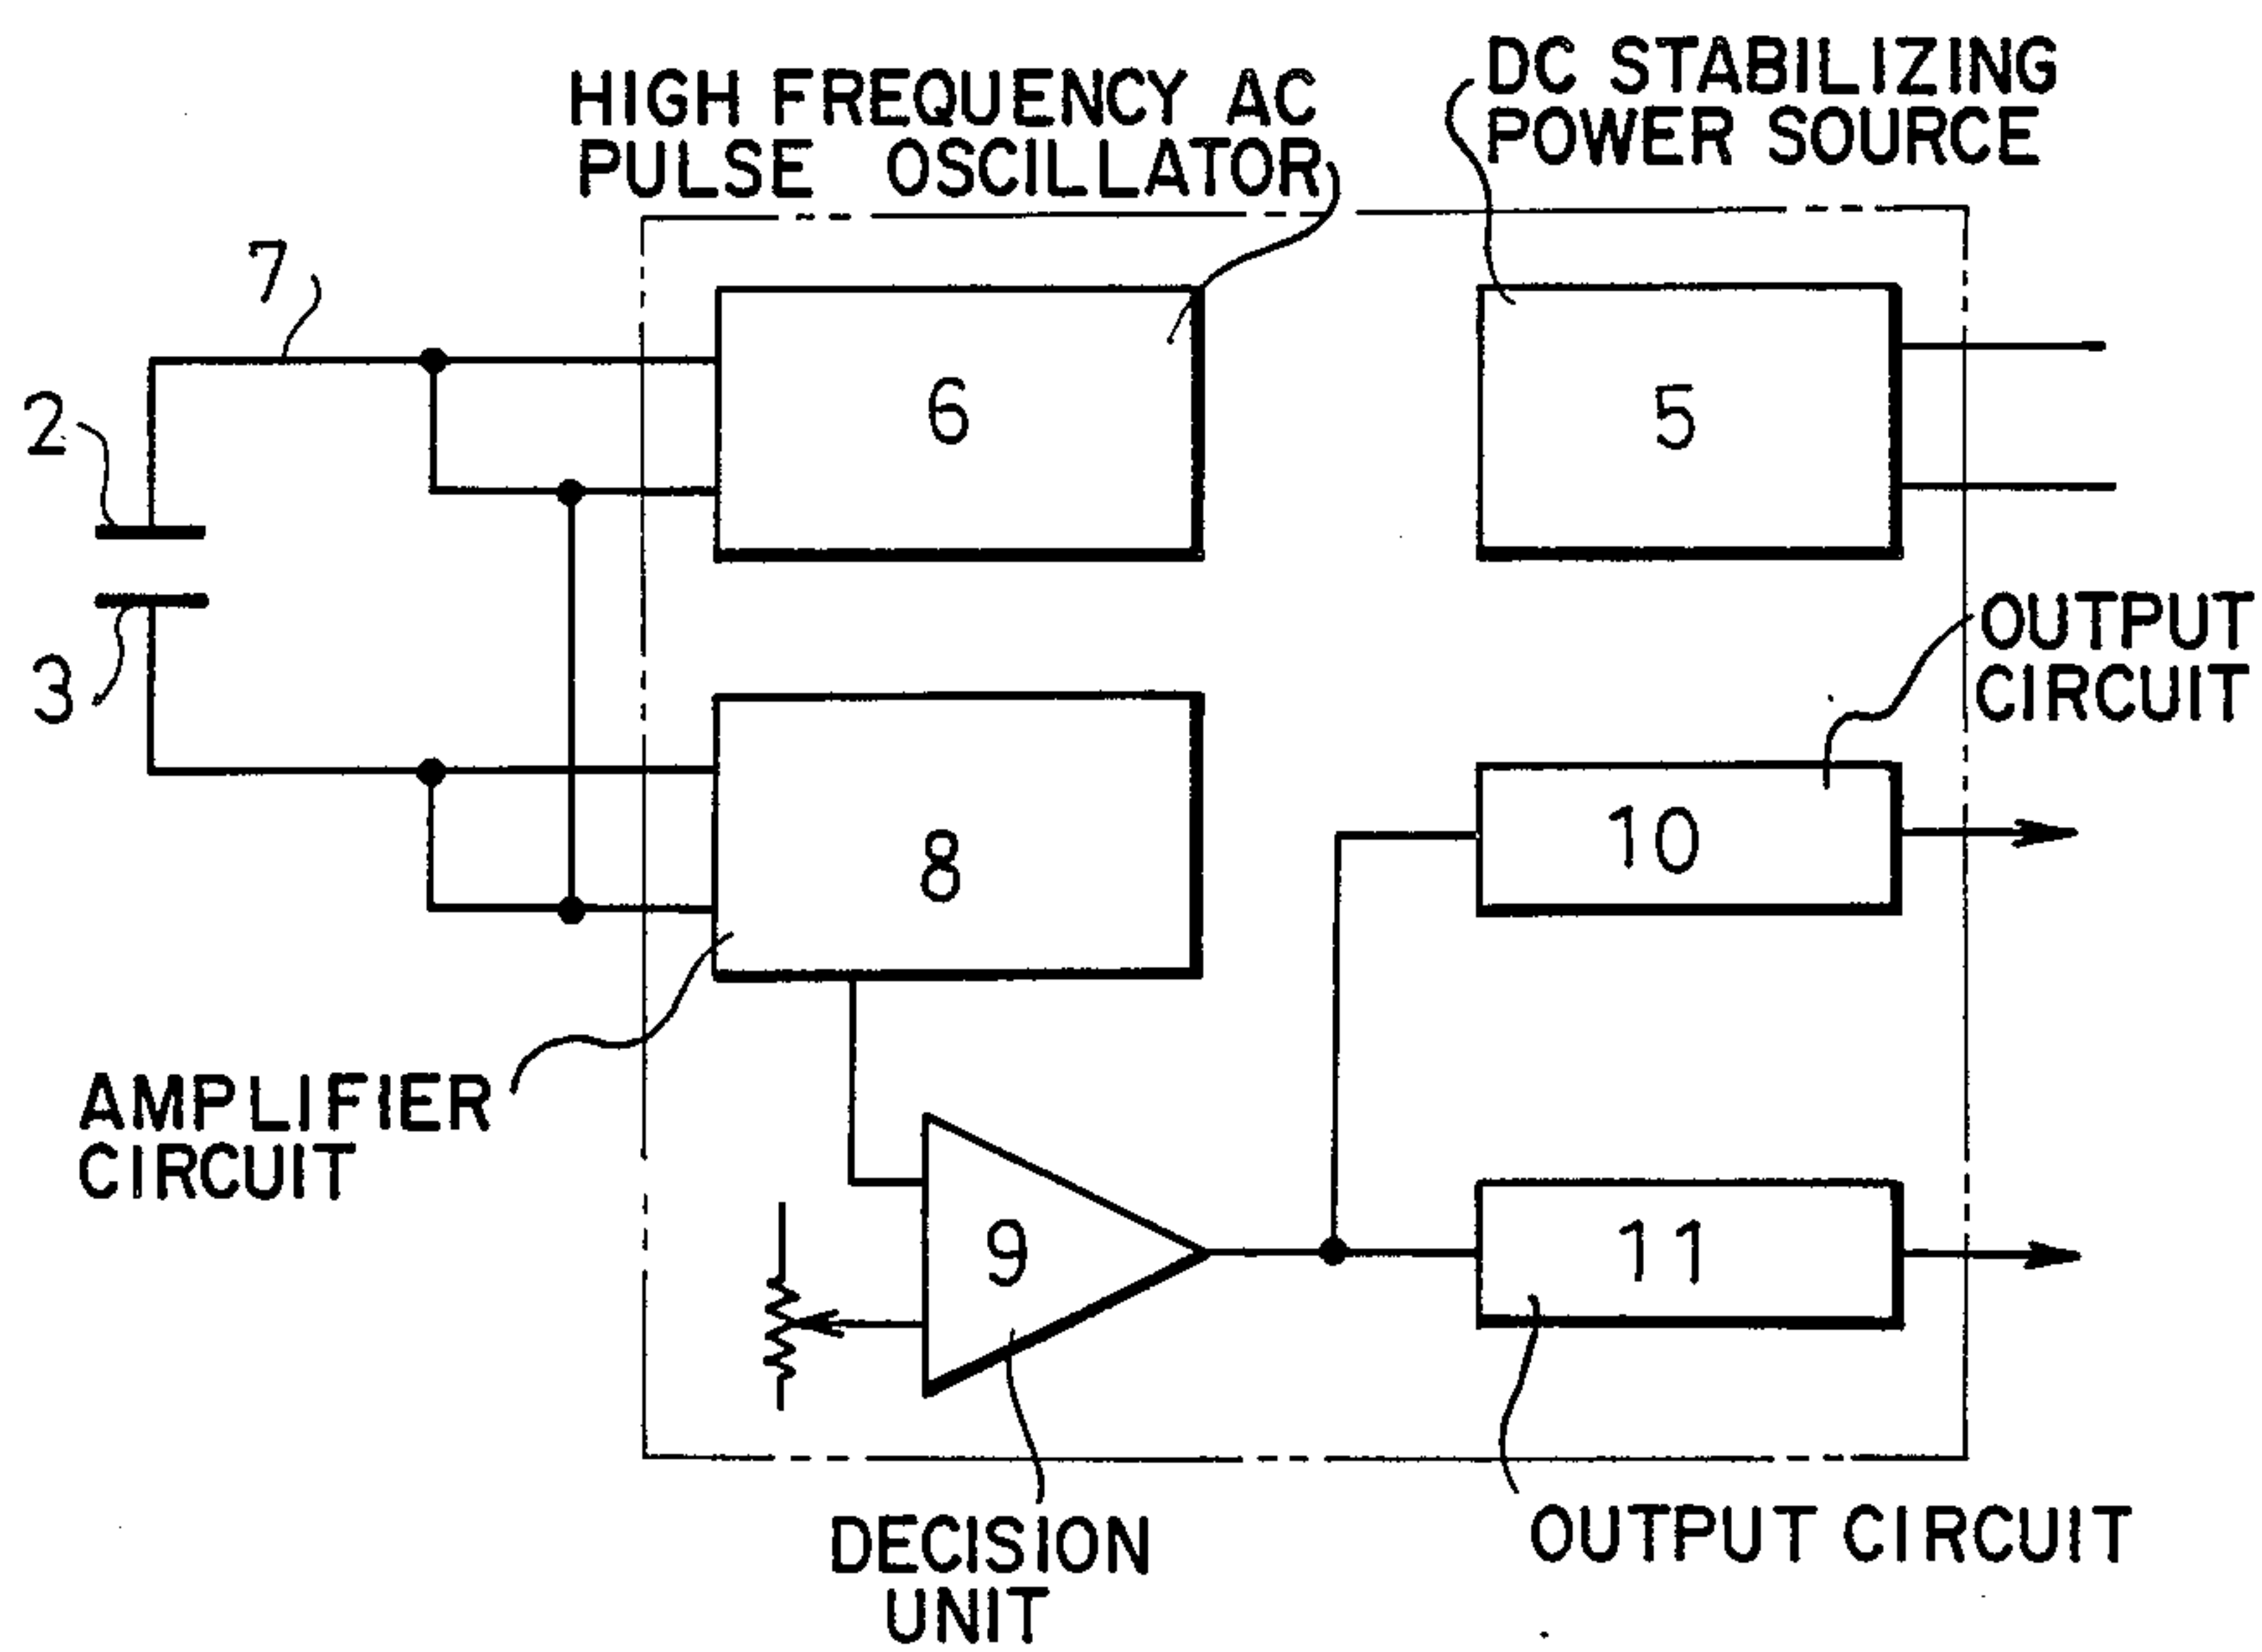 HIGH FREQUENCY AC
PULSE OSCILLATOR
DC STABILIZING
POWER SOURCE
7
2
6
5
3
OUTPUT
CIRCUIT
8
10
AMPLIFIER
CIRCUIT
9
11
DECISION
UNIT
OUTPUT CIRCUIT